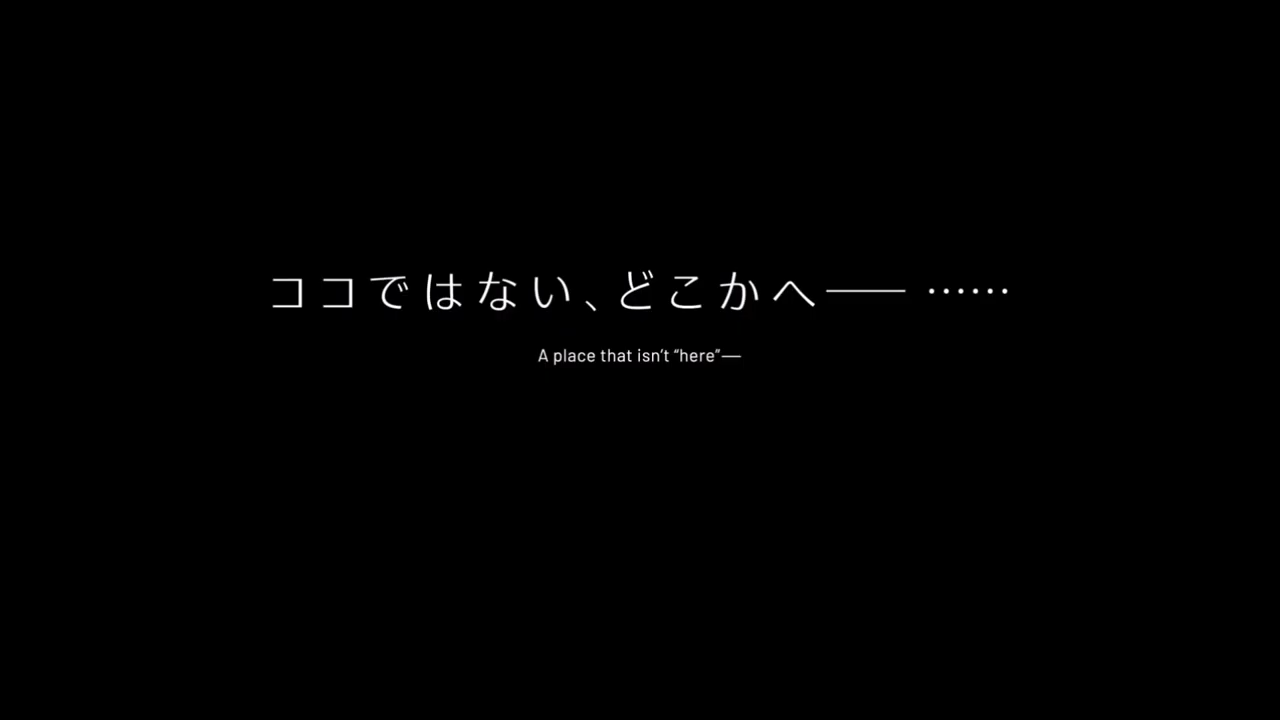 ココではない、どこかへ―― ……
A place that isn’t “here”—